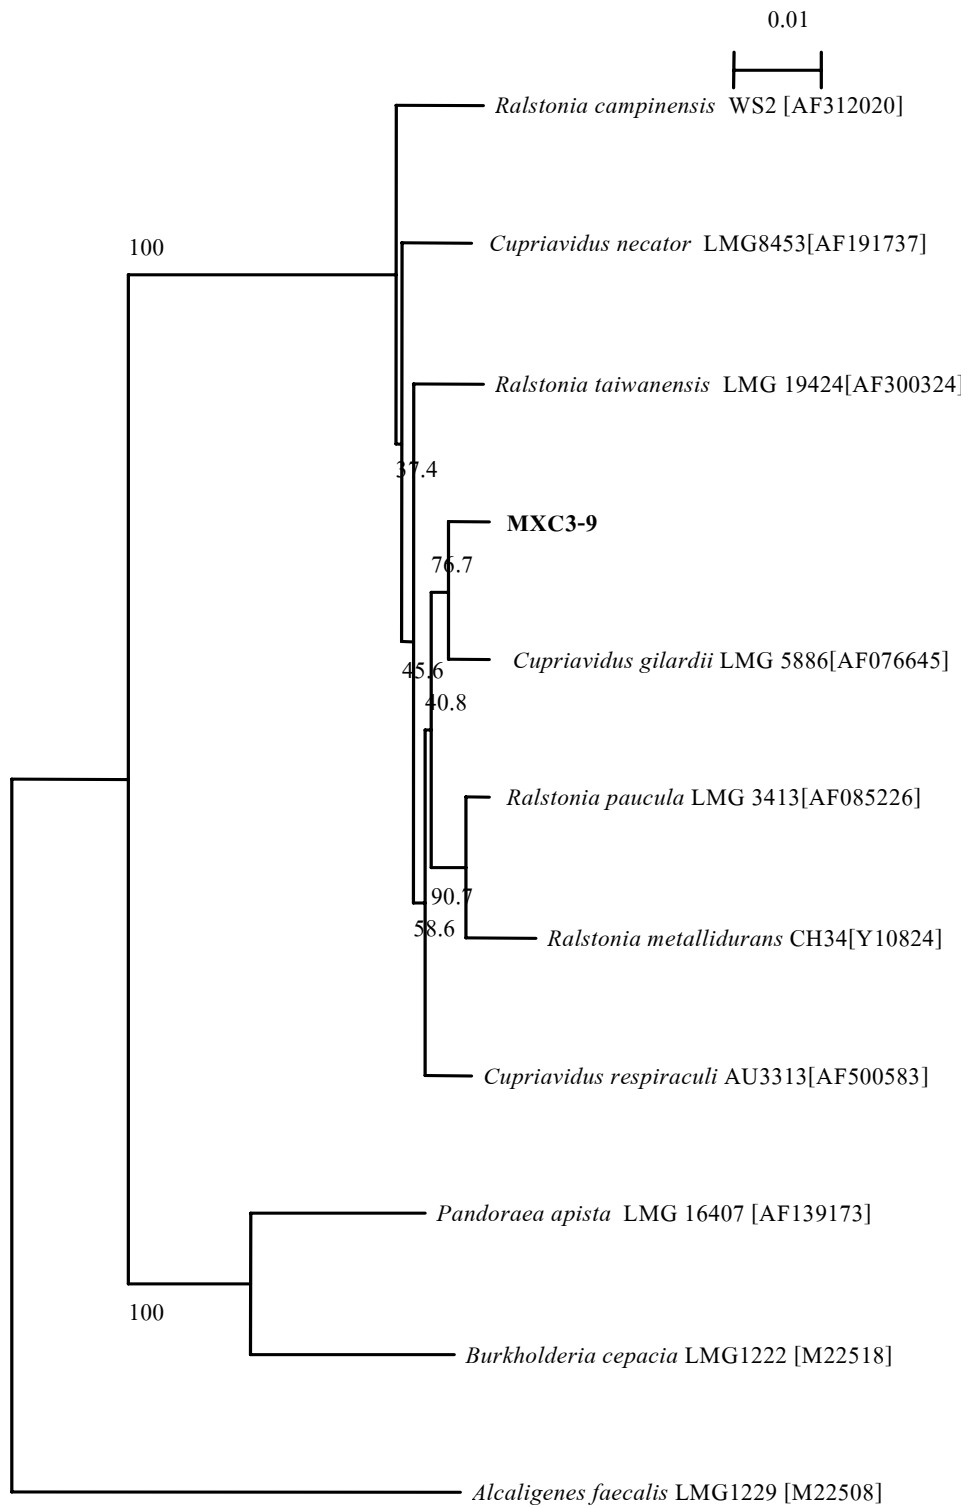 0.01
Ralstonia campinensis WS2 [AF312020]
100
Cupriavidus necator LMG8453[AF191737]
Ralstonia taiwanensis LMG 19424[AF300324]
37.4
MXC3-9
76.7
Cupriavidus gilardii LMG 5886[AF076645]
45.6
40.8
Ralstonia paucula LMG 3413[AF085226]
90.7
58.6
Ralstonia metallidurans CH34[Y10824]
Cupriavidus respiraculi AU3313[AF500583]
Pandoraea apista LMG 16407 [AF139173]
100
Burkholderia cepacia LMG1222 [M22518]
Alcaligenes faecalis LMG1229 [M22508]